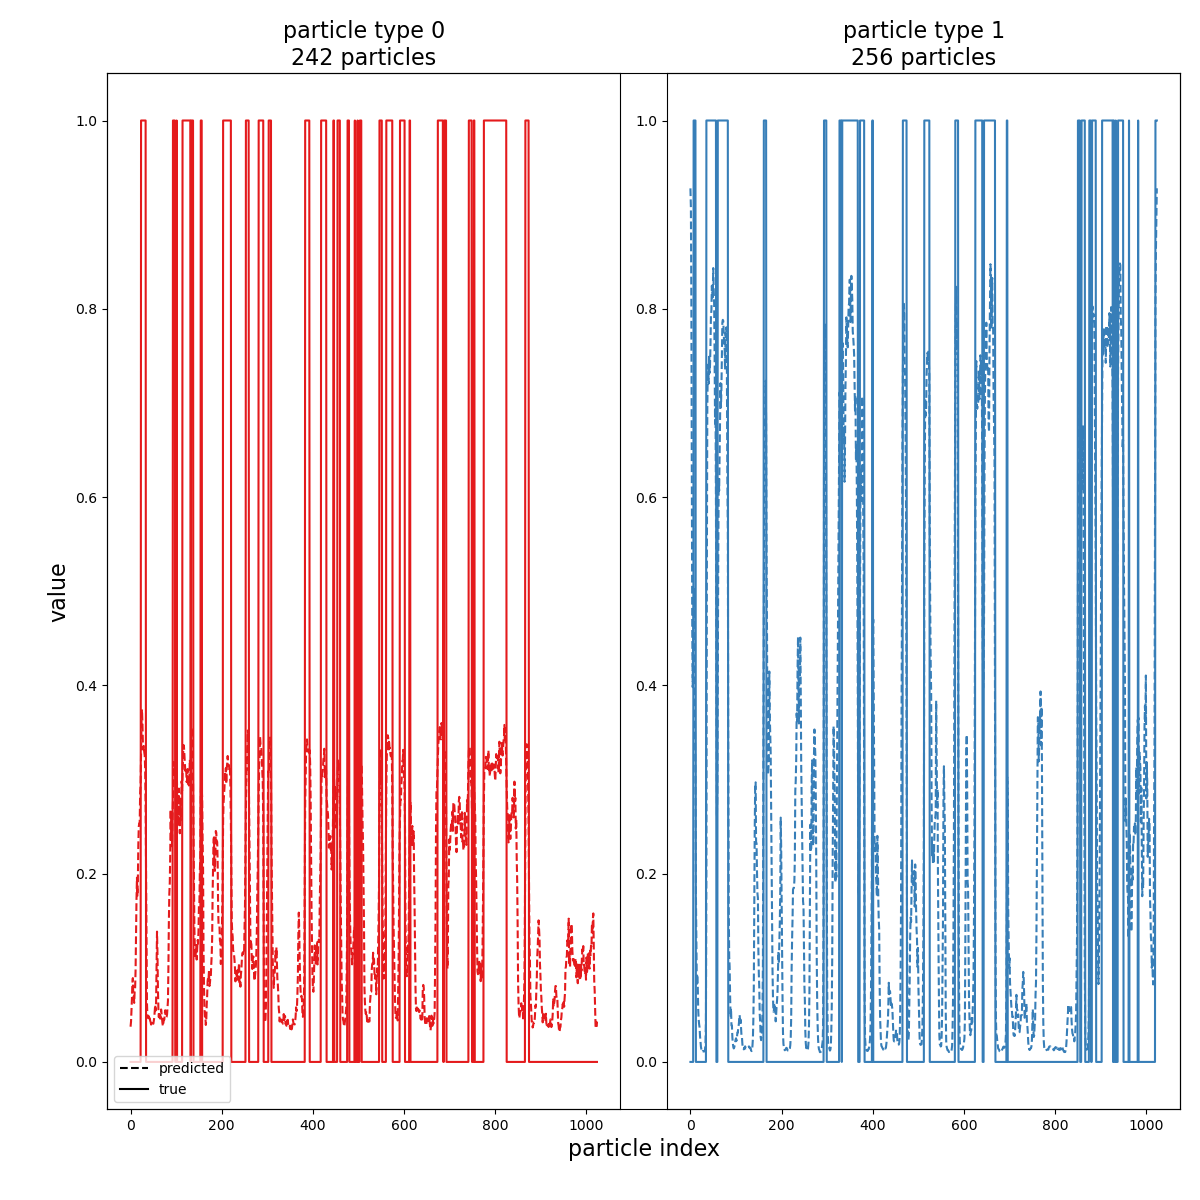 particle type 0
242 particles
particle type 1
256 particles
value
1.0
0.8
0.6
0.4
0.2
0.0
1.0
0.8
0.6
0.4
0.2
0.0
predicted
true
0 200 400 600 800 1000
0 200 400 600 800 1000
particle index